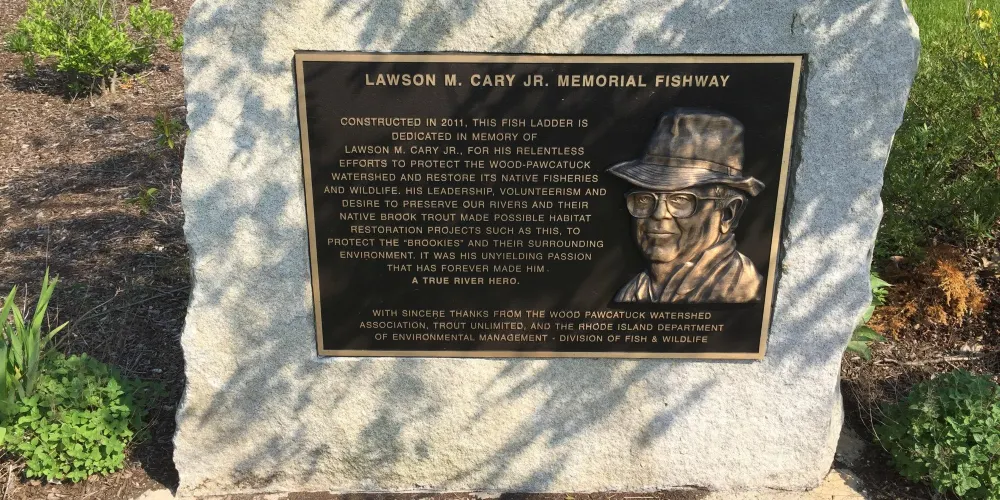 LAWSON M. CARY JR. MEMORIAL FISHWAY
CONSTRUCTED IN 2011, THIS FISH LADDER IS
DEDICATED IN MEMORY OF
LAWSON M. CARY JR., FOR HIS RELENTLESS
EFFORTS TO PROTECT THE WOOD-PAWCATUCK
WATERSHED AND RESTORE ITS NATIVE FISHERIES
AND WILDLIFE. HIS LEADERSHIP, VOLUNTEERISM AND
DESIRE TO PRESERVE OUR RIVERS AND THEIR
NATIVE BROOK TROUT MADE POSSIBLE HABITAT
RESTORATION PROJECTS SUCH AS THIS, TO
PROTECT THE "BROOKIES" AND THEIR SURROUNDING
ENVIRONMENT. IT WAS HIS UNYIELDING PASSION
THAT HAS FOREVER MADE HIM.
A TRUE RIVER HERO.
WITH SINCERE THANKS FROM THE WOOD PAWCATUCK WATERSHED
ASSOCIATION, TROUT UNLIMITED, AND THE RHODE ISLAND DEPARTMENT
OF ENVIRONMENTAL MANAGEMENT - DIVISION OF FISH & WILDLIFE